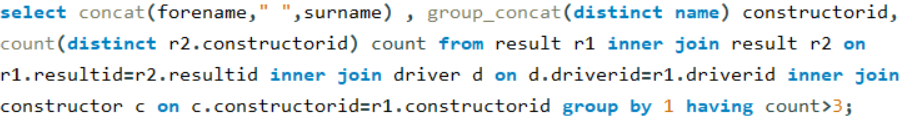 select concat(forename," ",surname) , group_concat(distinct name) constructorid,
count(distinct r2.constructorid) count from result r1 inner join result r2 on
r1.resultid=r2.resultid inner join driver d on d.driverid=r1.driverid inner join
constructor c on c.constructorid=r1.constructorid group by 1 having count>3;